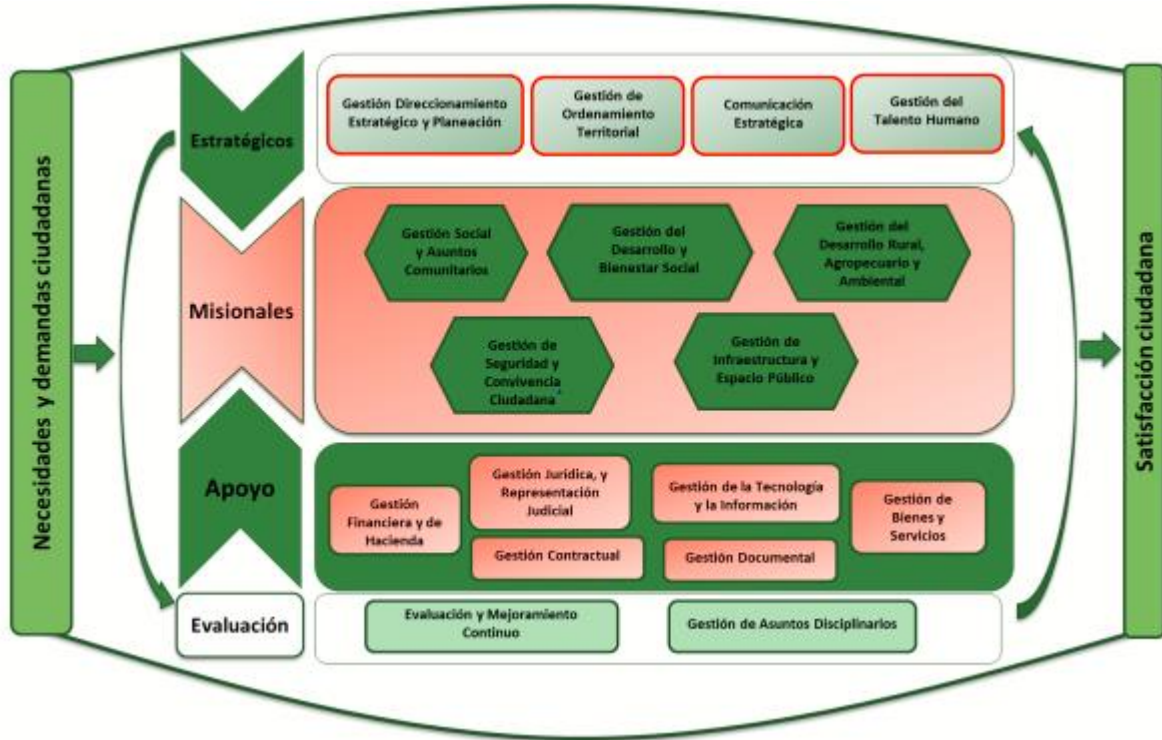 Necesidades y demandas ciudadanas
Estratégicos
Gestión Direccionamiento
Estratégico y Planeación
Gestión de
Ordenamiento
Territorial
Comunicación
Estratégica
Gestión del
Talento Humano
Misionales
Gestión Social
y Asuntos
Comunitarios
Gestión del
Desarrollo y
Bienestar Social
Gestión del
Desarrollo Rural,
Agropecuario y
Ambiental
Gestión de
Seguridad y
Convivencia
Ciudadana
Gestión de
Infraestructura y
Espacio Público
Apoyo
Gestión
Financiera y de
Hacienda
Gestión Jurídica, y
Representación
Judicial
Gestión Contractual
Gestión de la Tecnología
y la Información
Gestión Documental
Gestión de
Bienes y
Servicios
Evaluación
Evaluación y Mejoramiento
Continuo
Gestión de Asuntos Disciplinarios
Satisfacción ciudadana